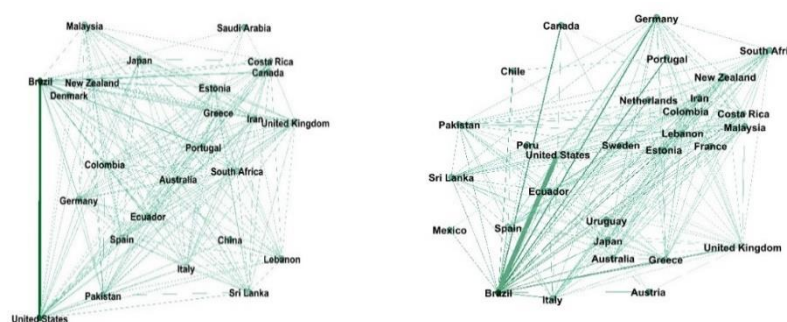 Malaysia
Saudi Arabia
Japan
Costa Rica
Canada
Brazil
New Zealand
Denmark
Estonia
Greece
Iran
United Kingdom
Portugal
Colombia
South Africa
Australia
Germany
Ecuador
Spain
China
Italy
Lebanon
Pakistan
Sri Lanka
United States
Germany
Canada
South Afri
Portugal
Chile
New Zealand
Netherlands
Iran
Colombia
Costa Rica
Pakistan
Malaysia
Lebanon
Peru
Sweden
France
United States
Estonia
Sri Lanka
Ecuador
Uruguay
Mexico
Spain
Japan
United Kingdom
Australia
Greece
Brazil
Italy
Austria